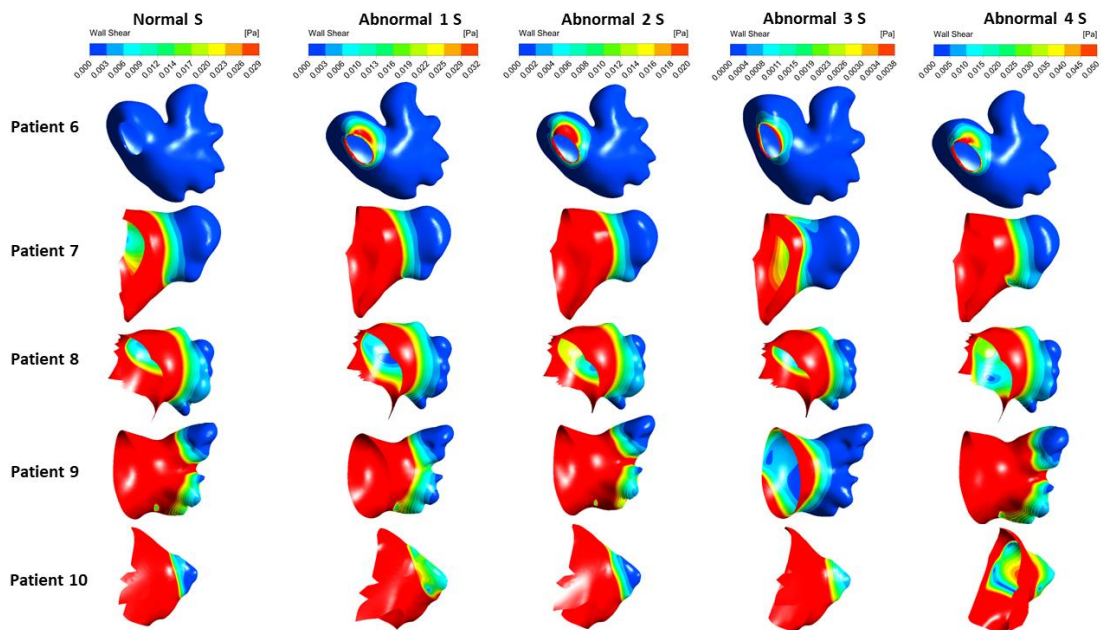 Normal S Abnormal 1 S Abnormal 2 S Abnormal 3 S Abnormal 4 S
Wall Shear [Pa] Wall Shear [Pa] Wall Shear [Pa] Wall Shear [Pa] Wall Shear [Pa]
0.000 0.003 0.006 0.009 0.012 0.014 0.017 0.020 0.023 0.026 0.029
0.000 0.003 0.006 0.010 0.013 0.016 0.019 0.022 0.025 0.029 0.032
0.000 0.002 0.004 0.006 0.008 0.010 0.012 0.014 0.016 0.018 0.020
0.0000 0.0004 0.0008 0.0011 0.0015 0.0019 0.0023 0.0026 0.0030 0.0034 0.0038
0.000 0.005 0.010 0.015 0.020 0.025 0.030 0.035 0.040 0.045 0.050
Patient 6
Patient 7
Patient 8
Patient 9
Patient 10